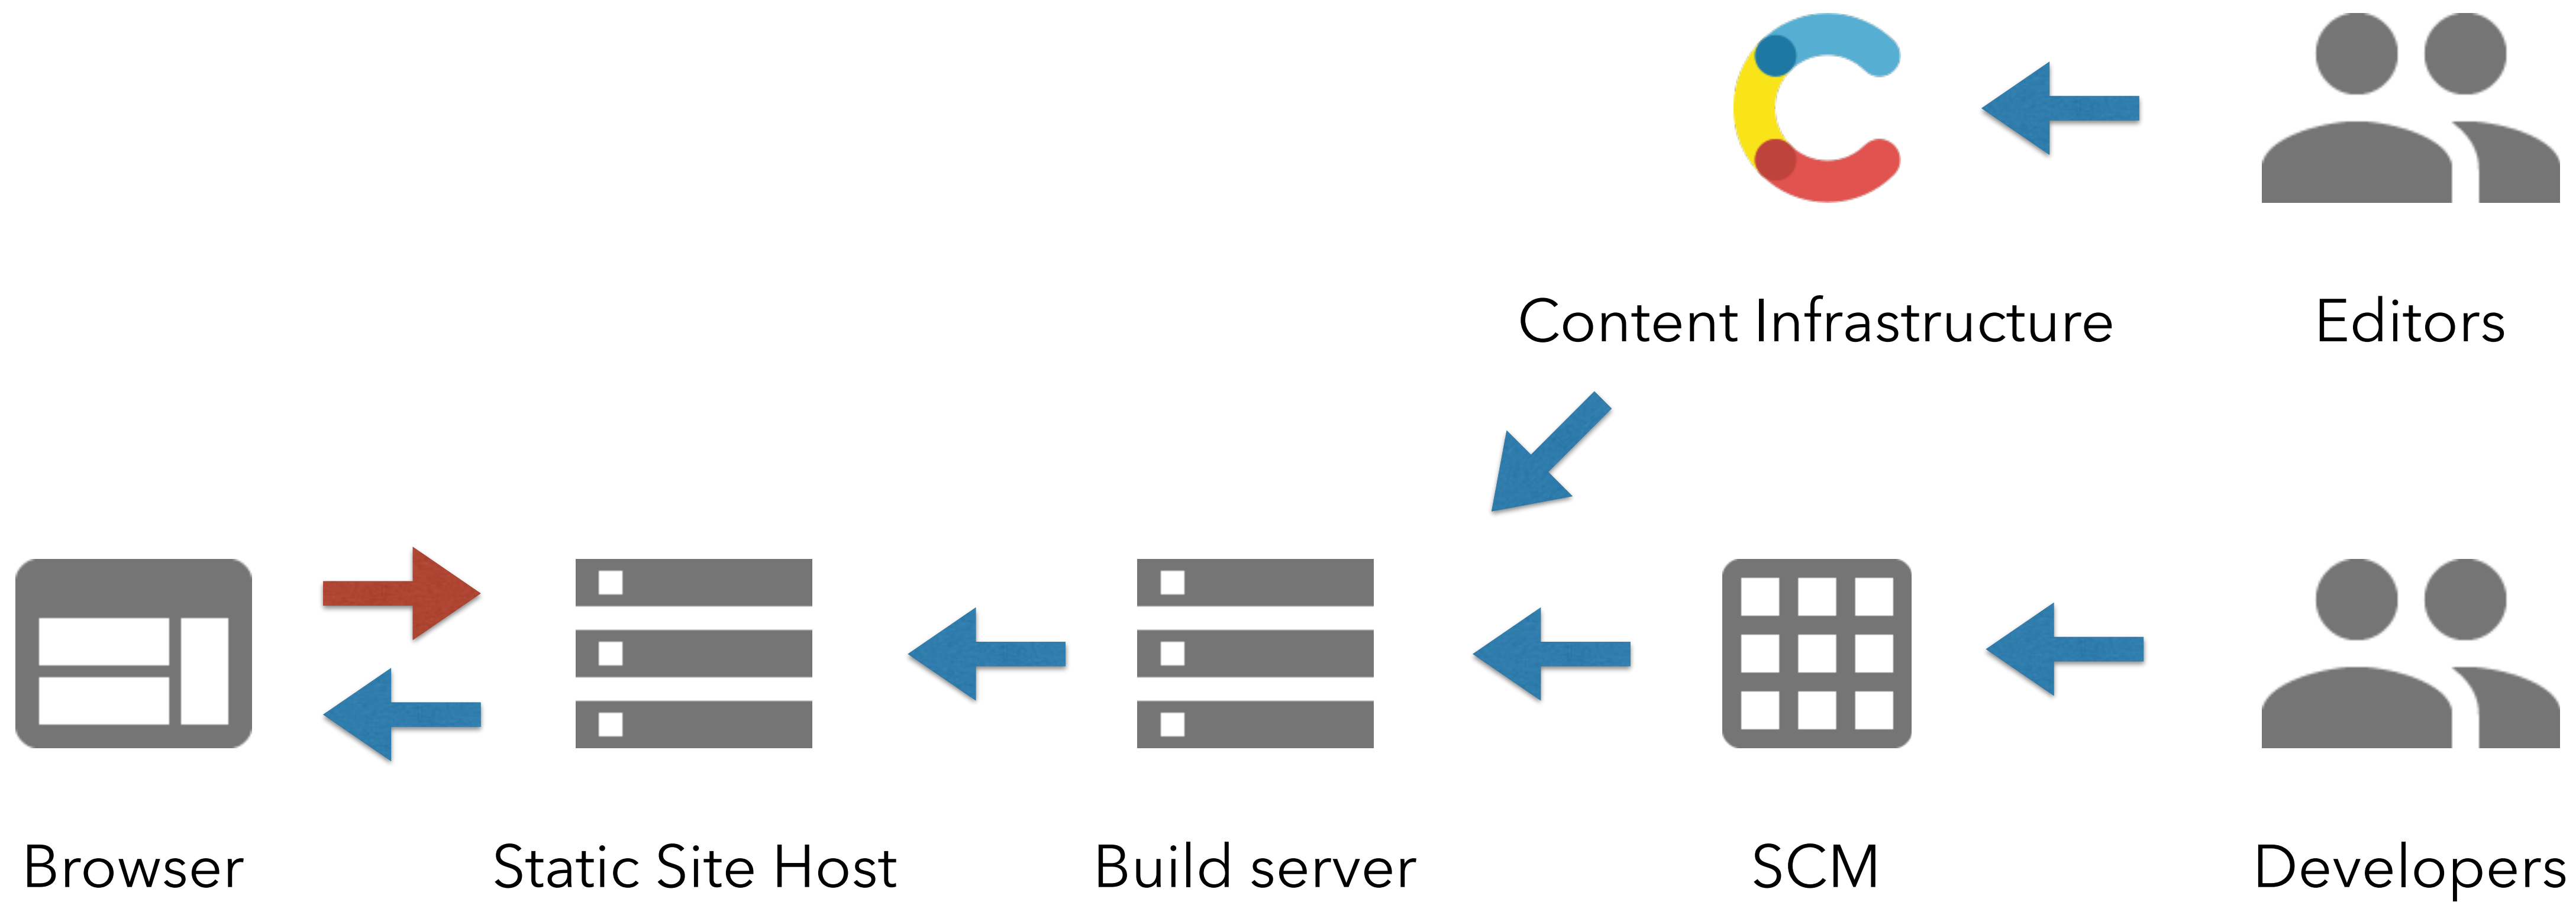 Content Infrastructure
Editors
Browser
Static Site Host
Build server
SCM
Developers